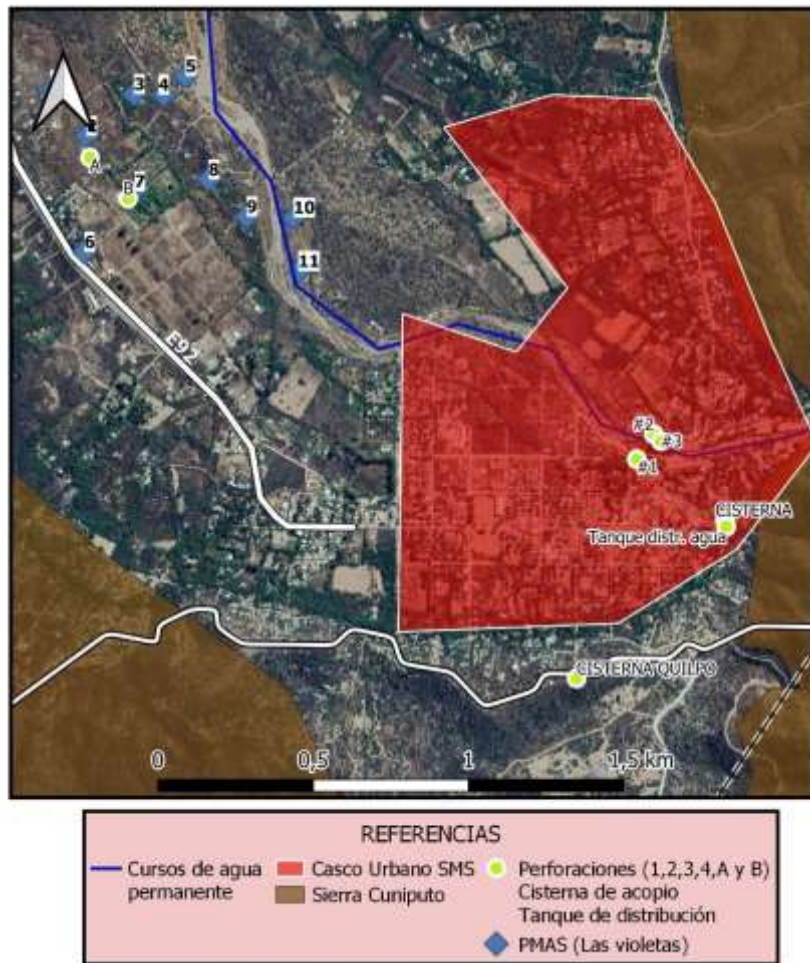 5
3 4
A
8
B 7
9 10
6
11
E92
#2
#3
#1
CISTERNA
Tanque distr. agua
CISTERNA QUILPO
0 0,5 1 1,5 km
REFERENCIAS
Cursos de agua
permanente
Casco Urbano SMS
Sierra Cuniputo
Perforaciones (1,2,3,4,A y B)
Cisterna de acopio
Tanque de distribución
PMAS (Las violetas)